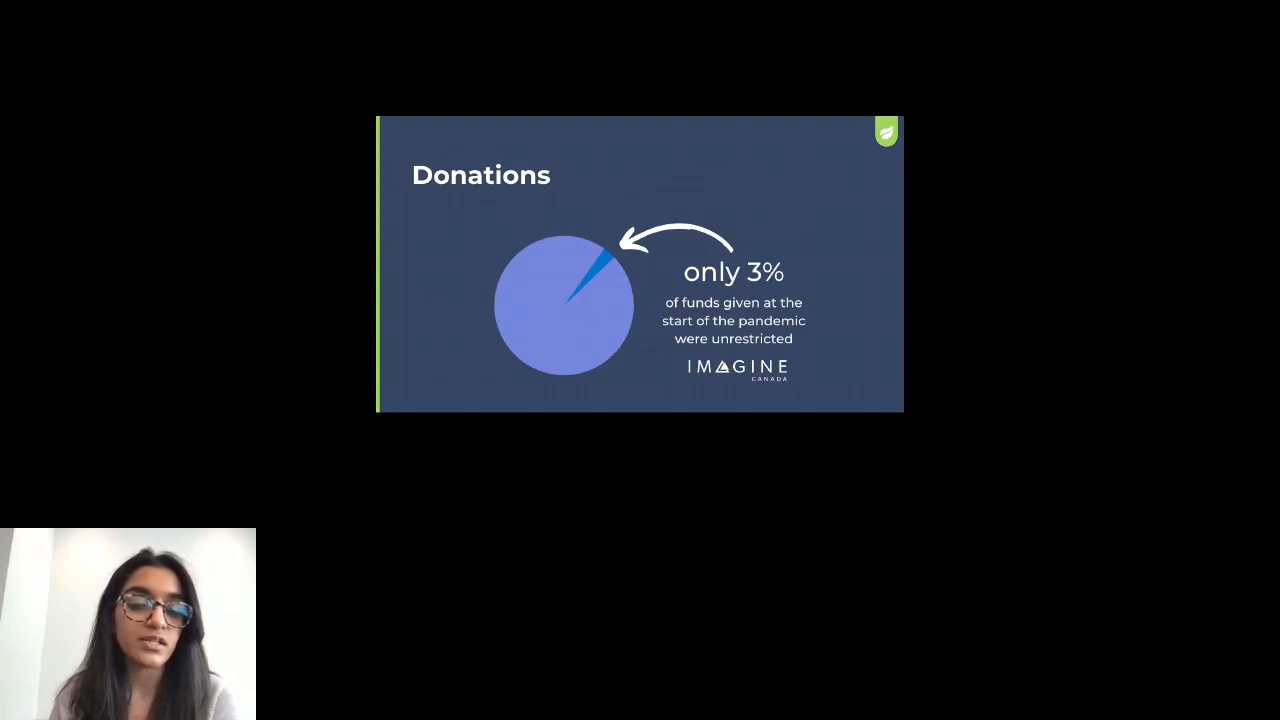 Donations
only 3%
of funds given at the
start of the pandemic
were unrestricted
IMAGINE
CANADA